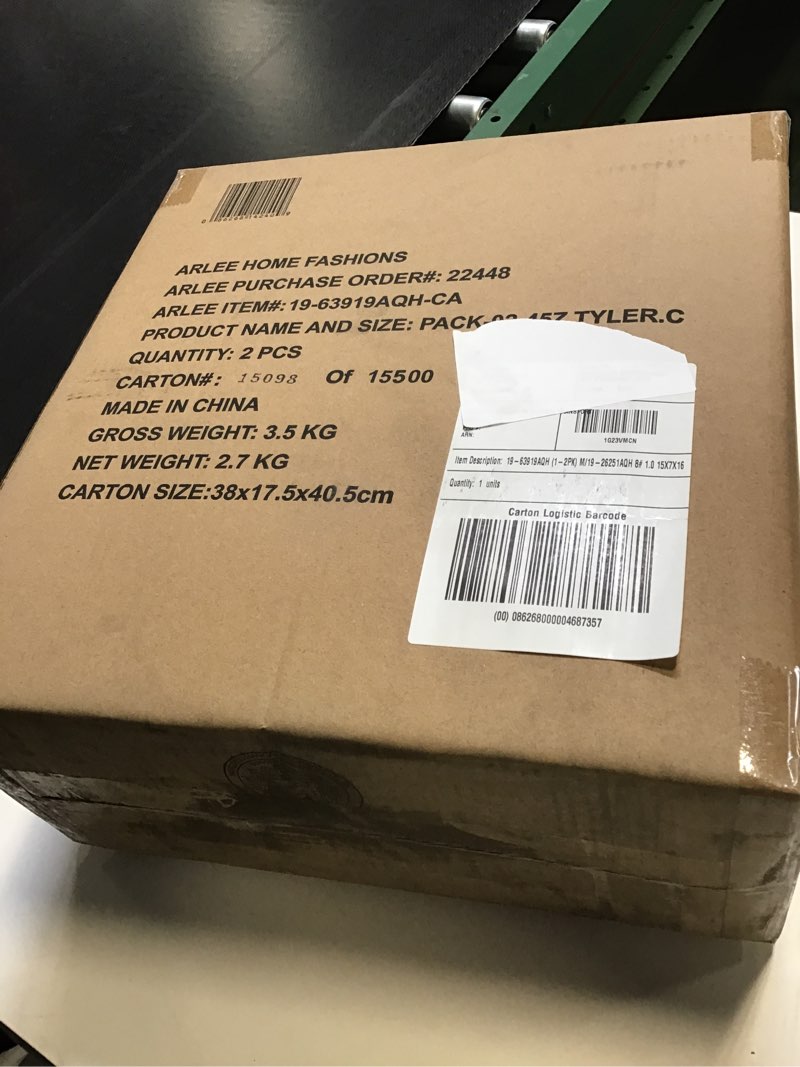 ARLEE HOME FASHIONS
ARLEE PURCHASE ORDER#: 22448
ARLEE ITEM#: 19-63919AQH-CA
PRODUCT NAME AND SIZE: PACK- TYLER.C
QUANTITY: 2 PCS
CARTON#: 15098 Of 15500
MADE IN CHINA
GROSS WEIGHT: 3.5 KG
NET WEIGHT: 2.7 KG
CARTON SIZE:38x17.5x40.5cm
ARN:
1G23VMCN
Item Description: 19-63919AQH (1-2PK) M/19-26251AQH B# 1.0 15X7X16
Quantity: 1 units
Carton Logistic Barcode
(00) 086268000004687357